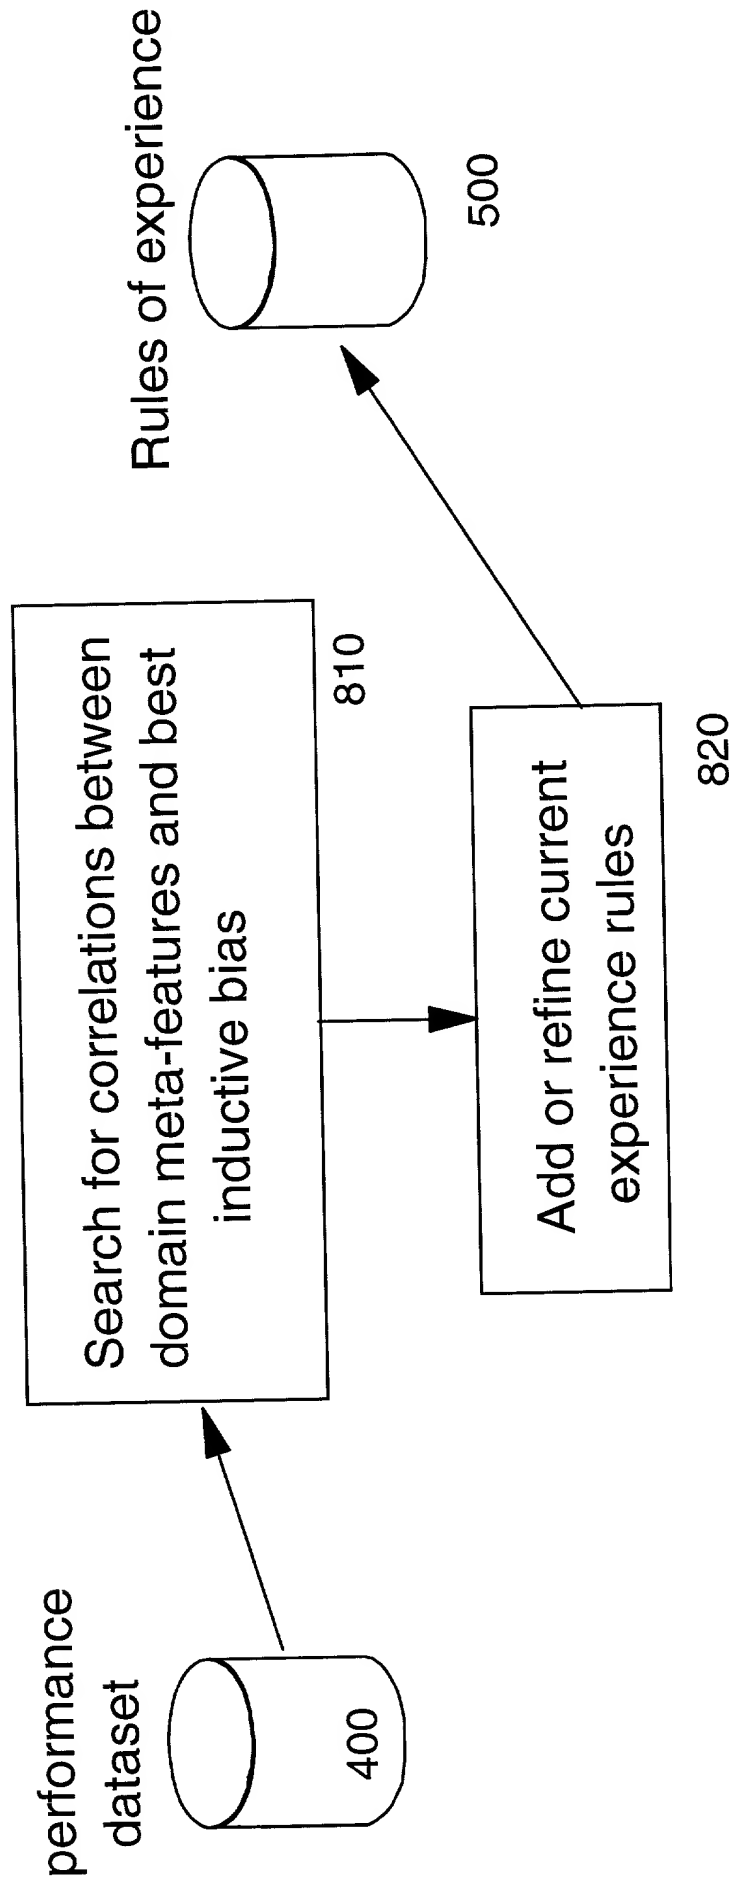 performance
dataset
400
Search for correlations between
domain meta-features and best
inductive bias
810
Add or refine current
experience rules
820
Rules of experience
500